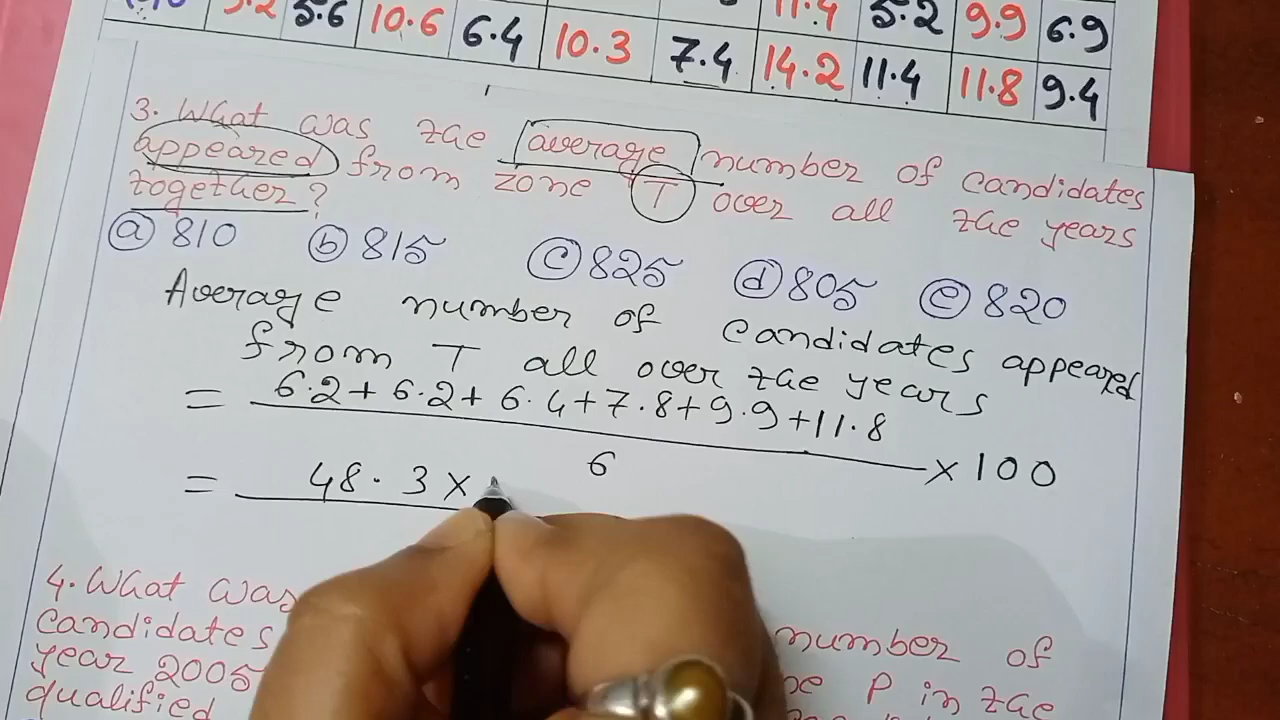 5.6 10.6 6.4 10.3 7.4 11.4 5.2 9.9 6.9
14.2 11.4 11.8 9.4
3. What was the average number of candidates
appeared from zone T over all the years
together?
(a) 810 (b) 815 (c) 825 (d) 805 (e) 820
Average number of candidates appeared
from T all over the years
= 6.2 + 6.2 + 6.4 + 7.8 + 9.9 + 11.8
6 × 100
= 48.3 ×
4. What was number of
candidates P in the
year 2005
qualified